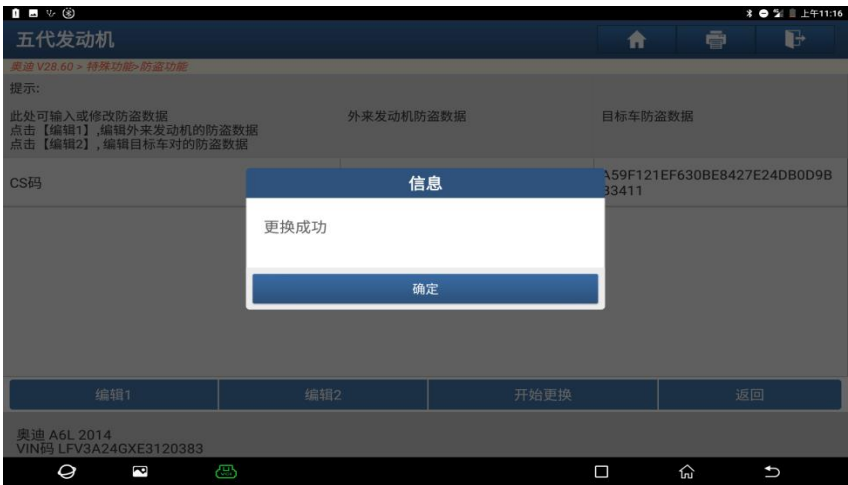 上午11:16
五代发动机
奥迪 V28.60 > 特殊功能>防盗功能
提示:
此处可输入或修改防盗数据
点击【编辑1】,编辑外来发动机的防盗数据
点击【编辑2】, 编辑目标车对的防盗数据
外来发动机防盗数据
目标车防盗数据
CS码
A59F121EF630BE8427E24DB0D9B
33411
信息
更换成功
确定
编辑1
编辑2
开始更换
返回
奥迪 A6L 2014
VIN码 LFV3A24GXE3120383